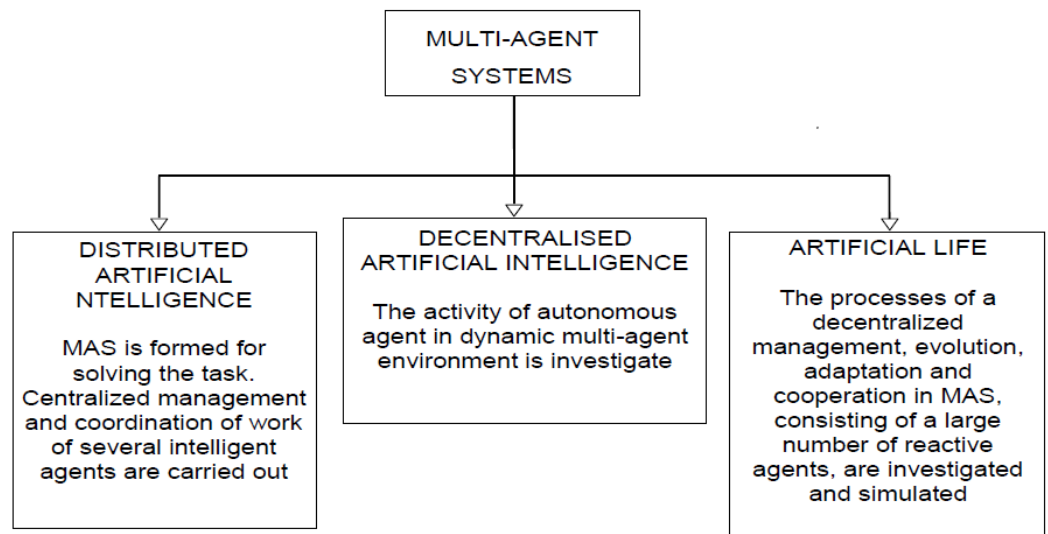 MULTI-AGENT
SYSTEMS
DISTRIBUTED
ARTIFICIAL
NTELLIGENCE
MAS is formed for
solving the task.
Centralized management
and coordination of work
of several intelligent
agents are carried out
DECENTRALISED
ARTIFICIAL INTELLIGENCE
The activity of autonomous
agent in dynamic multi-agent
environment is investigate
ARTIFICIAL LIFE
The processes of a
decentralized
management, evolution,
adaptation and
cooperation in MAS,
consisting of a large
number of reactive
agents, are investigated
and simulated